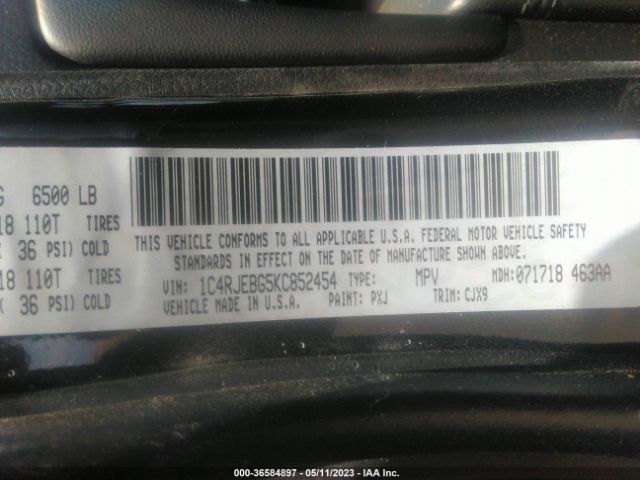 G 6500 LB
18 110T TIRES
36 PSI) COLD
18 110T TIRES
36 PSI) COLD
THIS VEHICLE CONFORMS TO ALL APPLICABLE U.S.A. FEDERAL MOTOR VEHICLE SAFETY
STANDARDS IN EFFECT ON THE DATE OF MANUFACTURE SHOWN ABOVE.
VIN: 1C4RJEBG5KC852454 TYPE: MPV MDH: 071718 463AA
VEHICLE MADE IN U.S.A. PAINT: PXJ TRIM: CJX9
000-36584897 - 05/11/2023 - IAA Inc.